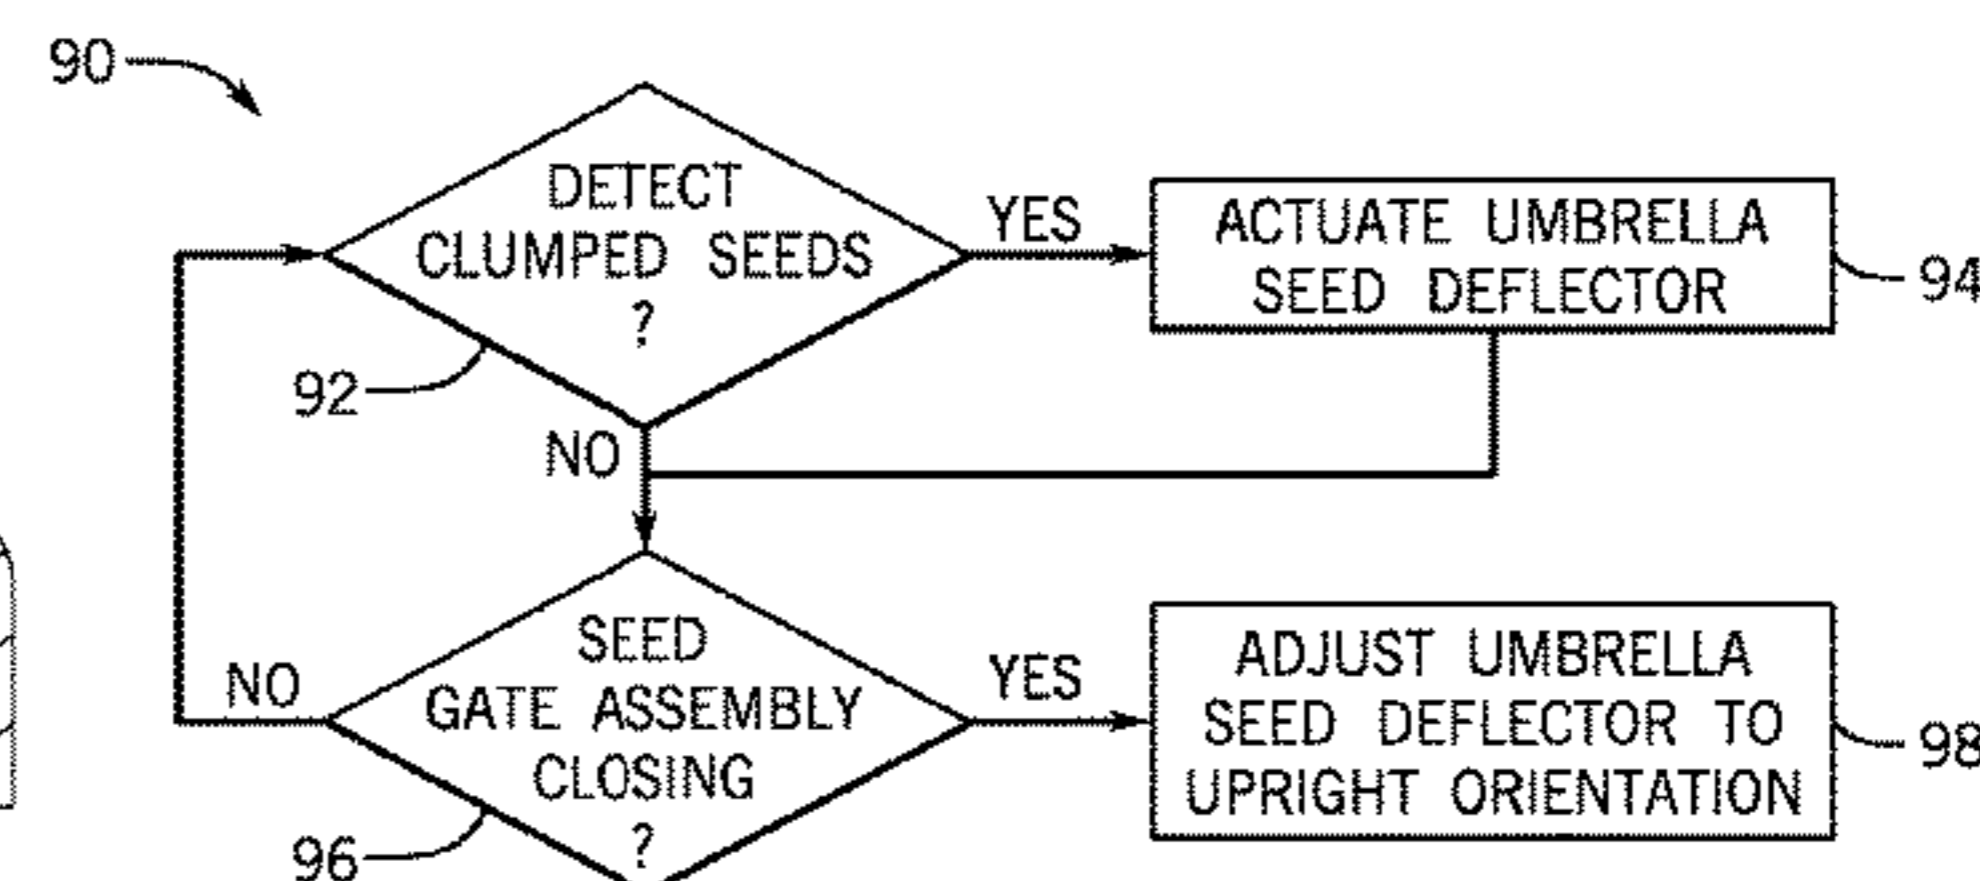 90
DETECT
CLUMPED SEEDS
?
YES
ACTUATE UMBRELLA
SEED DEFLECTOR
94
92
NO
SEED
GATE ASSEMBLY
CLOSING
?
NO
YES
ADJUST UMBRELLA
SEED DEFLECTOR TO
UPRIGHT ORIENTATION
98
96